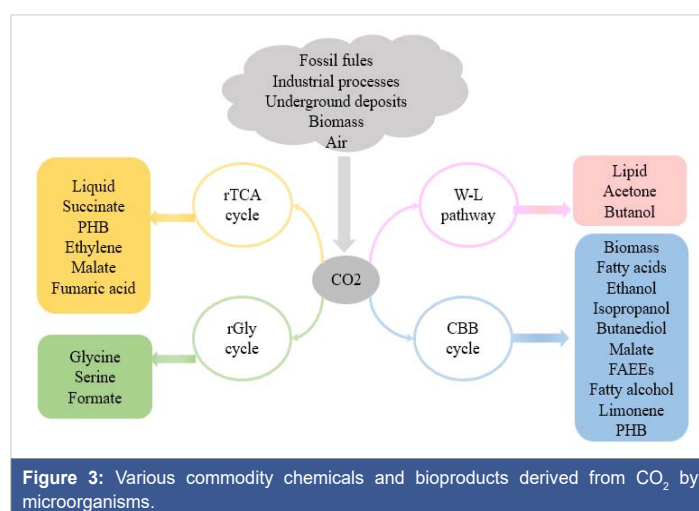 Fossil fules
Industrial processes
Underground deposits
Biomass
Air
Liquid
Succinate
PHB
Ethylene
Malate
Fumaric acid
rTCA
cycle
W-L
pathway
Lipid
Acetone
Butanol
CO2
Glycine
Serine
Formate
rGly
cycle
CBB
cycle
Biomass
Fatty acids
Ethanol
Isopropanol
Butanediol
Malate
FAEEs
Fatty alcohol
Limonene
PHB
Figure 3: Various commodity chemicals and bioproducts derived from CO₂ by
microorganisms.